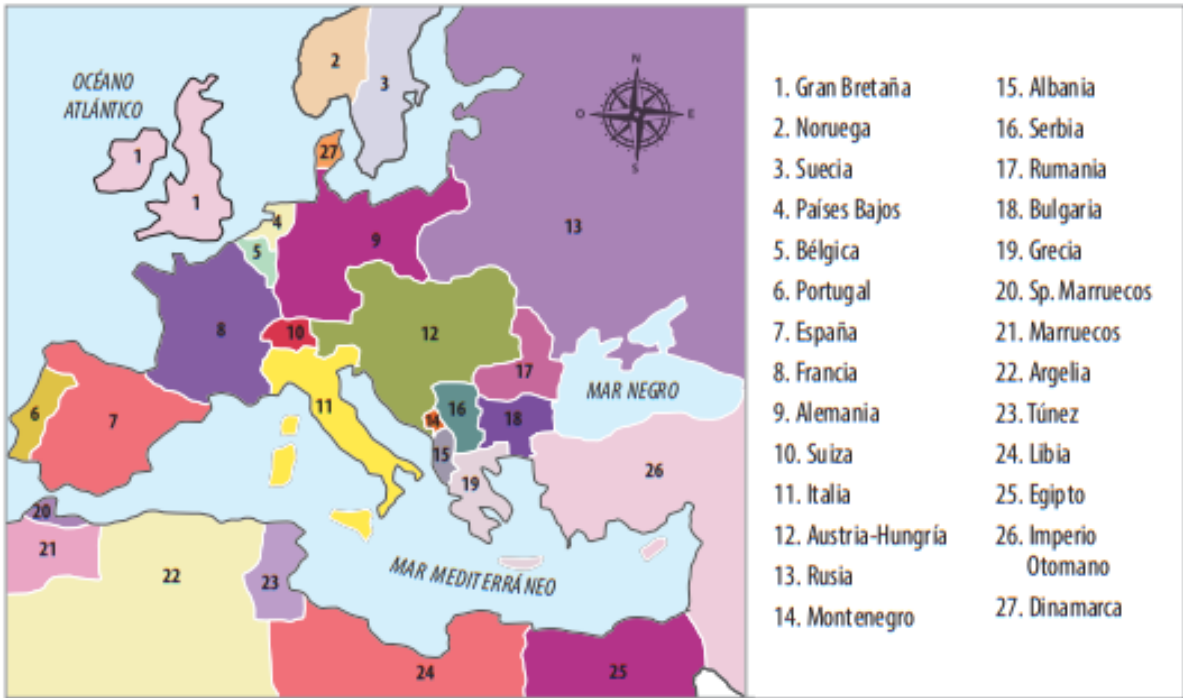 OCÉANO
ATLÁNTICO
N
O
E
S
2
3
1
27
1
4
5
9
13
8
10
12
17
MAR NEGRO
6
7
11
14
16
18
15
19
26
20
21
22
23
MAR MEDITERRÁNEO
24
25
1. Gran Bretaña
2. Noruega
3. Suecia
4. Países Bajos
5. Bélgica
6. Portugal
7. España
8. Francia
9. Alemania
10. Suiza
11. Italia
12. Austria-Hungría
13. Rusia
14. Montenegro
15. Albania
16. Serbia
17. Rumania
18. Bulgaria
19. Grecia
20. Sp. Marruecos
21. Marruecos
22. Argelia
23. Túnez
24. Libia
25. Egipto
26. Imperio
Otomano
27. Dinamarca